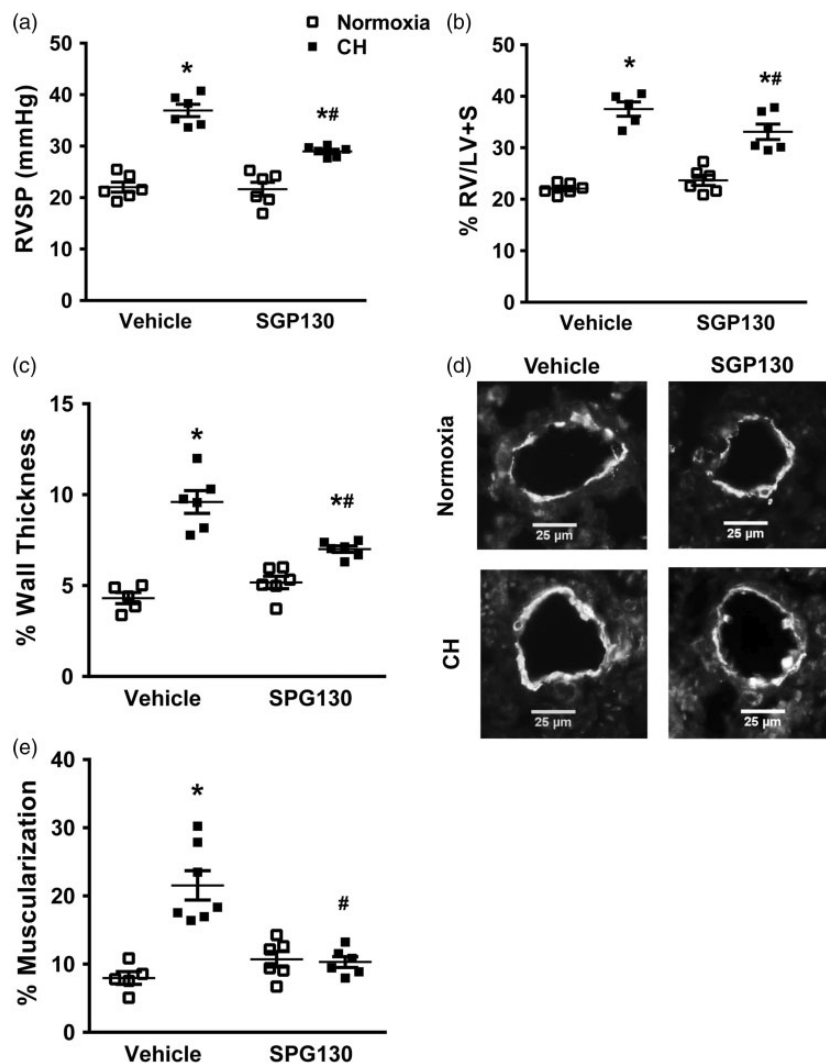 (a)
□ Normoxia
■ CH
RVSP (mmHg)
50
40
30
20
10
0
*
*#
Vehicle
SGP130
(b)
% RV/LV+S
50
40
30
20
10
0
*
*#
Vehicle
SGP130
(c)
% Wall Thickness
15
10
5
0
*
*#
Vehicle
SPG130
(d)
Vehicle
SGP130
Normoxia
25 µm
25 µm
CH
25 µm
25 µm
(e)
% Muscularization
40
30
20
10
0
*
#
Vehicle
SPG130